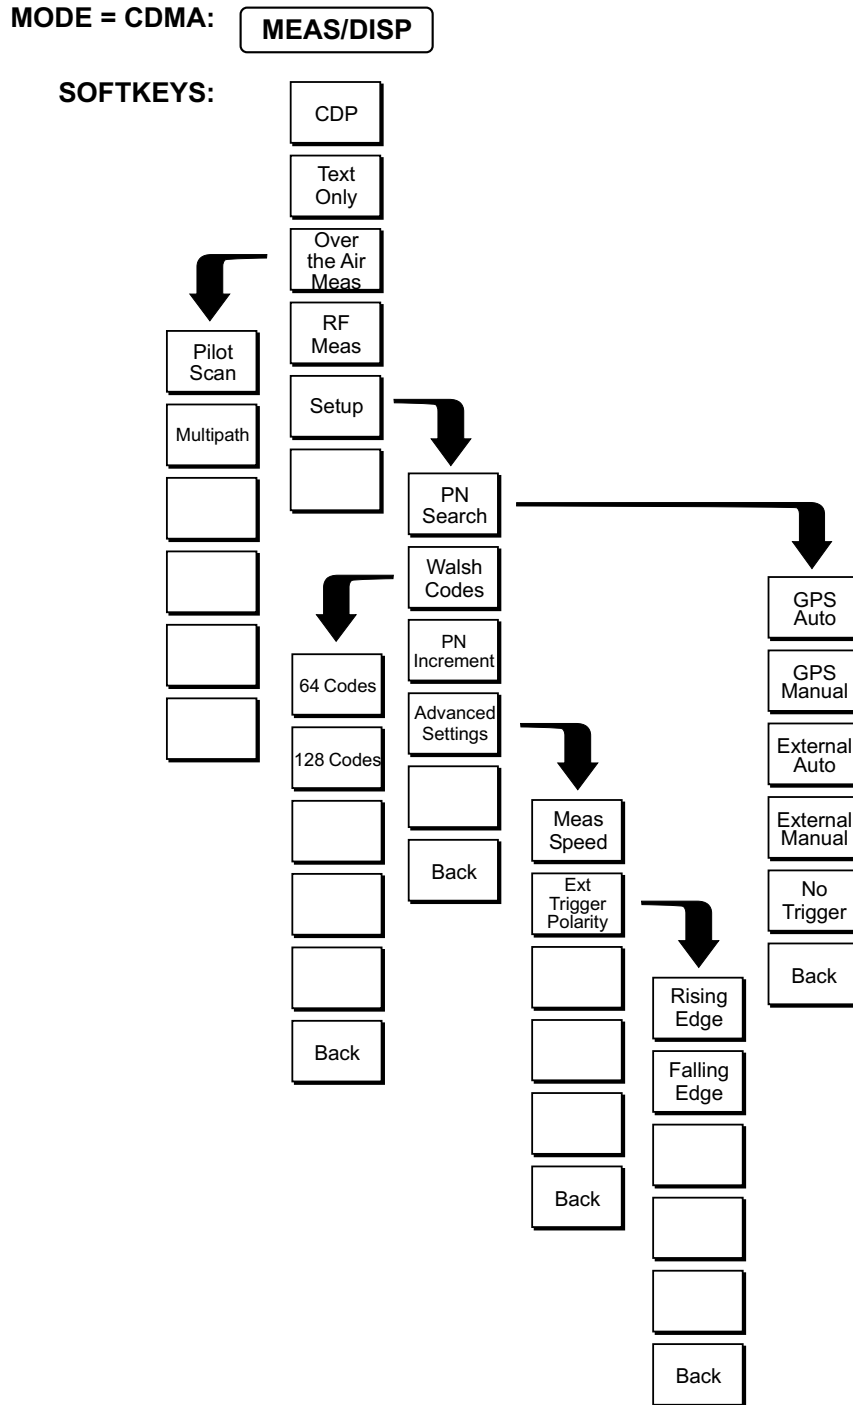 MODE = CDMA:
MEAS/DISP
SOFTKEYS:
CDP
Text
Only
Over
the Air
Meas
RF
Meas
Setup
Pilot
Scan
Multipath
PN
Search
Walsh
Codes
PN
Increment
Advanced
Settings
Back
64 Codes
128 Codes
Back
GPS
Auto
GPS
Manual
External
Auto
External
Manual
No
Trigger
Back
Meas
Speed
Ext
Trigger
Polarity
Back
Rising
Edge
Falling
Edge
Back